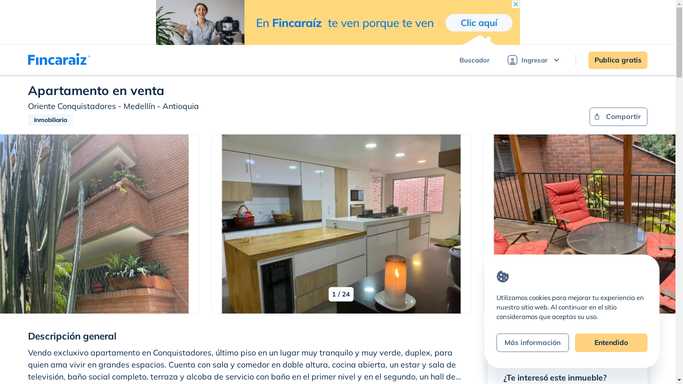 En Fincaraíz te ven porque te ven
Clic aquí
Fincaraíz
Buscador
Ingresar
Publica gratis
Apartamento en venta
Oriente Conquistadores - Medellín - Antioquia
Inmobiliaria
Compartir
1 / 24
Utilizamos cookies para mejorar tu experiencia en
nuestro sitio web. Al continuar en el sitio
consideramos que aceptas su uso.
Más información
Entendido
Descripción general
Vendo excluxivo apartamento en Conquistadores, último piso en un lugar muy tranquilo y muy verde, duplex, para
quien ama vivir en grandes espacios. Cuenta con sala y comedor en doble altura, cocina abierta, un estar y sala de
televisión, baño social completo, terraza y alcoba de servicio con baño en el primer nivel y en el segundo, un hall de...
¿Te interesó este inmueble?